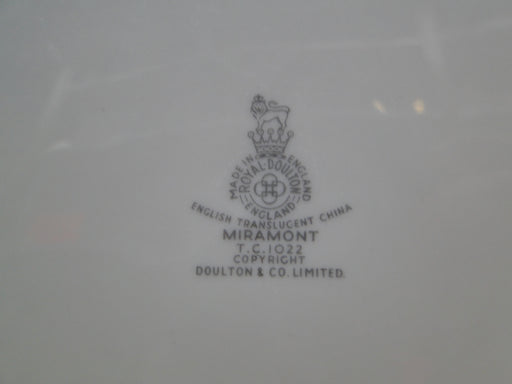 MADE IN ENGLAND
ROYAL·DOULTON
ENGLAND
ENGLISH TRANSLUCENT CHINA
MIRAMONT
T.C.1022
COPYRIGHT
DOULTON & CO. LIMITED.